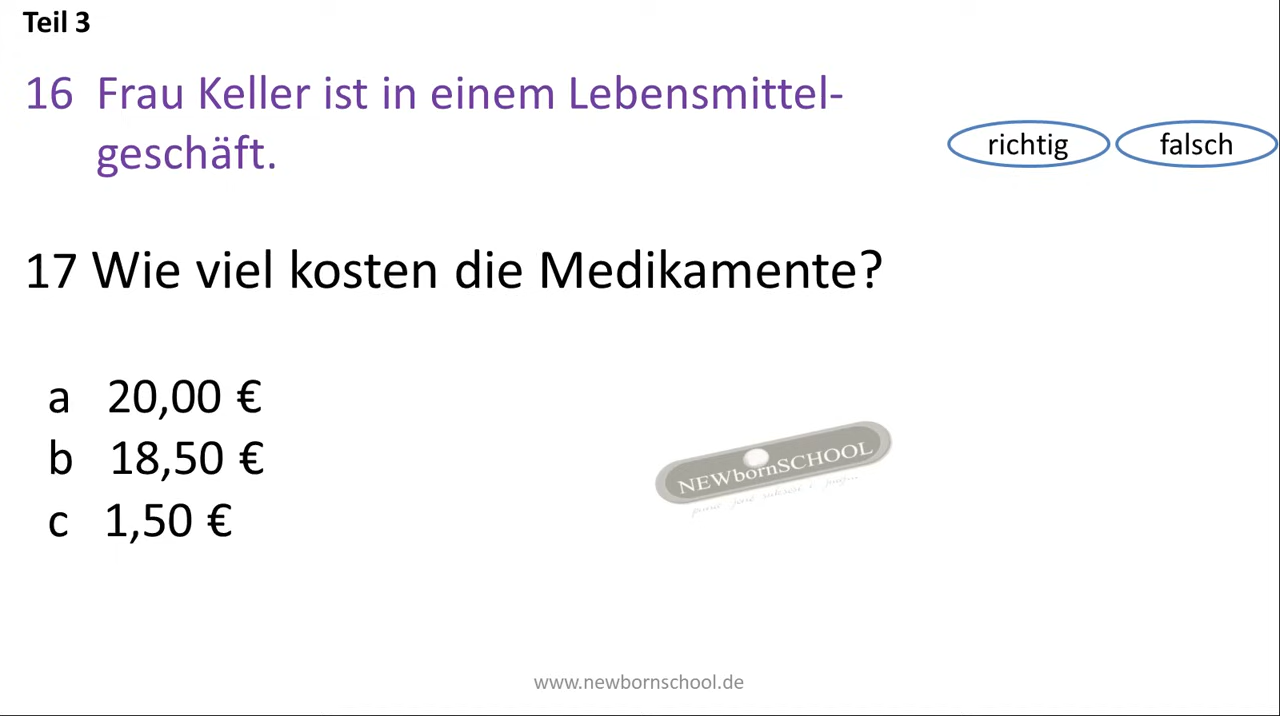 Teil 3
16 Frau Keller ist in einem Lebensmittel-
geschäft.
richtig falsch
17 Wie viel kosten die Medikamente?
a 20,00 €
b 18,50 €
c 1,50 €
NEWbornSCHOOL
www.newbornschool.de